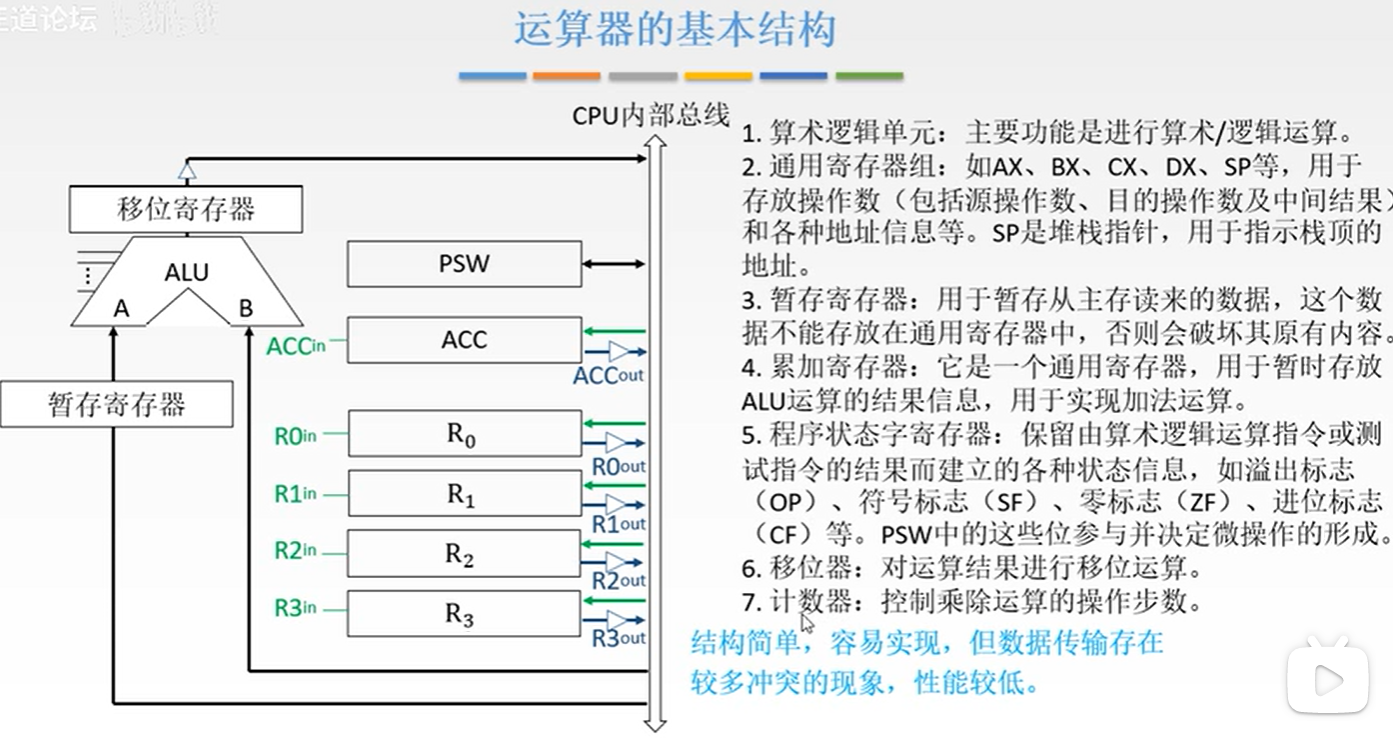 道论坛
运算器的基本结构
CPU内部总线
移位寄存器
ALU
A
B
暂存寄存器
PSW
ACCin
ACC
ACCout
R0in
R₀
R0out
R1in
R₁
R1out
R2in
R₂
R2out
R3in
R₃
R3out
1. 算术逻辑单元：主要功能是进行算术/逻辑运算。
2. 通用寄存器组：如AX、BX、CX、DX、SP等，用于
存放操作数（包括源操作数、目的操作数及中间结果）
和各种地址信息等。SP是堆栈指针，用于指示栈顶的
地址。
3. 暂存寄存器：用于暂存从主存读来的数据，这个数
据不能存放在通用寄存器中，否则会破坏其原有内容。
4. 累加寄存器：它是一个通用寄存器，用于暂时存放
ALU运算的结果信息，用于实现加法运算。
5. 程序状态字寄存器：保留由算术逻辑运算指令或测
试指令的结果而建立的各种状态信息，如溢出标志
（OP）、符号标志（SF）、零标志（ZF）、进位标志
（CF）等。PSW中的这些位参与并决定微操作的形成。
6. 移位器：对运算结果进行移位运算。
7. 计数器：控制乘除运算的操作步数。
结构简单，容易实现，但数据传输存在
较多冲突的现象，性能较低。